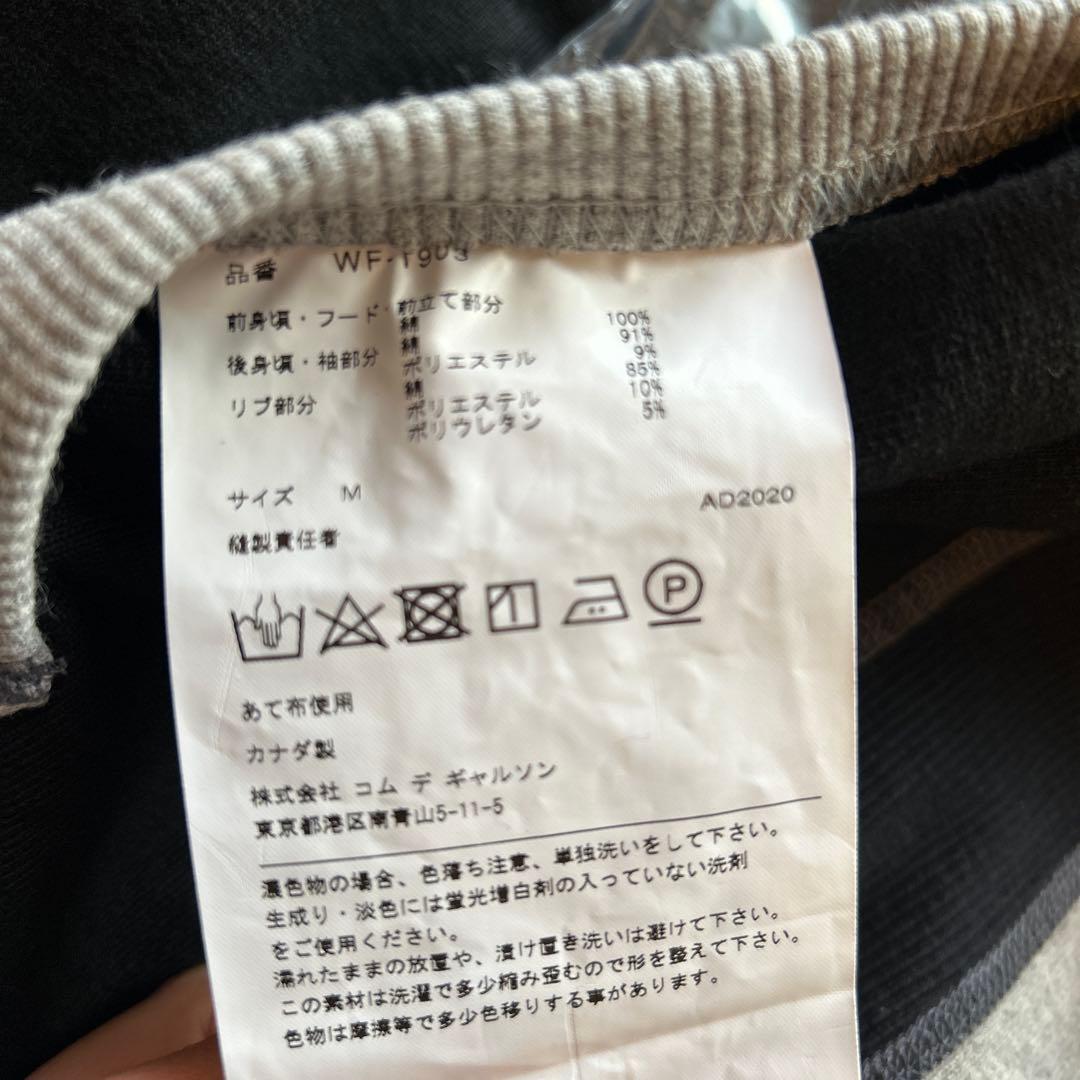 品番 WF-T903
前身頃・フード・前立て部分
綿 100%
後身頃・袖部分 綿 91%
ポリエステル 9%
リブ部分 綿 85%
ポリエステル 10%
ポリウレタン 5%
サイズ M AD2020
縫製責任者
P
あて布使用
カナダ製
株式会社 コム デ ギャルソン
東京都港区南青山5-11-5
濃色物の場合、色落ち注意、単独洗いをして下さい。
生成り・淡色には蛍光増白剤の入っていない洗剤
をご使用ください。
濡れたままの放置や、漬け置き洗いは避けて下さい。
この素材は洗濯で多少縮み歪むので形を整えて下さい。
色物は摩擦等で多少色移りする事があります。